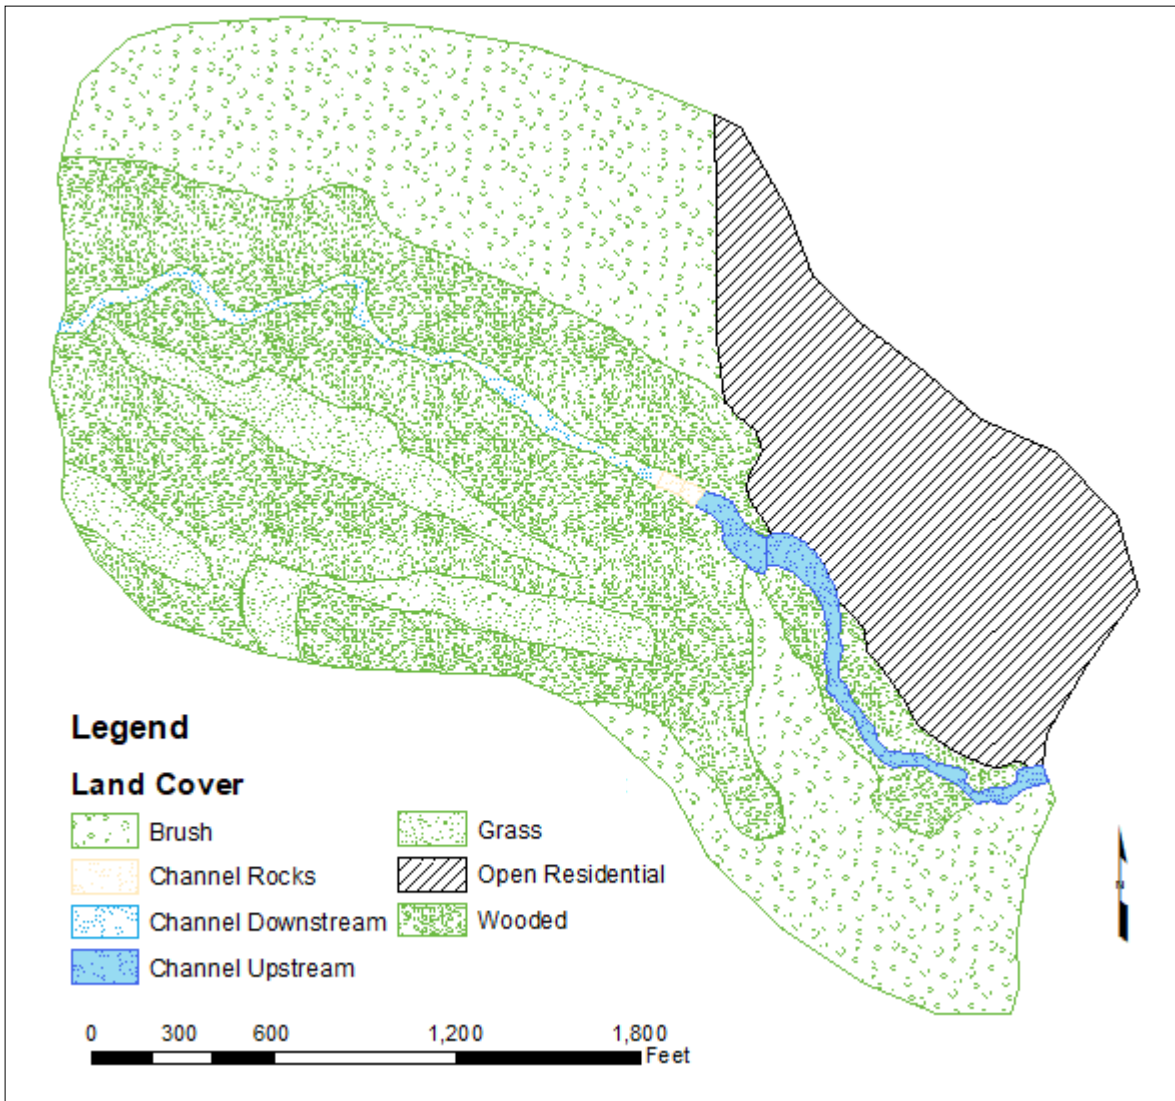 Legend
Land Cover
Brush
Channel Rocks
Channel Downstream
Channel Upstream
Grass
Open Residential
Wooded
0 300 600 1,200 1,800
Feet
N